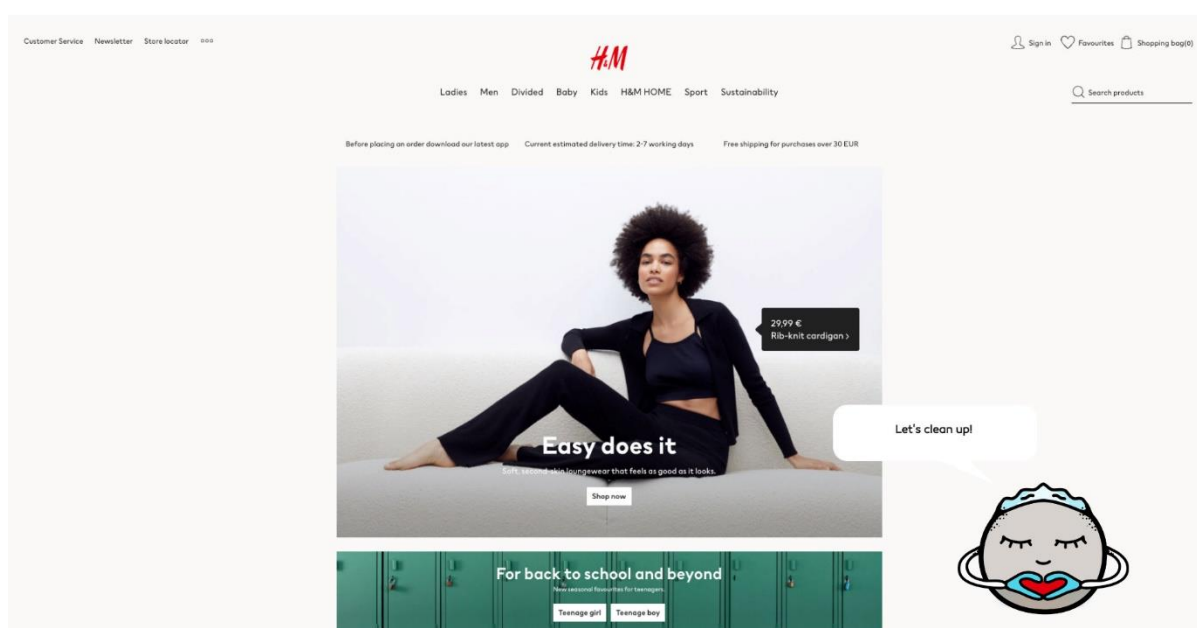 Customer Service Newsletter Store locator
Sign in Favourites Shopping bag(0)
H&M
Ladies Men Divided Baby Kids H&M HOME Sport Sustainability
Search products
Before placing an order download our latest app Current estimated delivery time: 2-7 working days Free shipping for purchases over 30 EUR
29,99 €
Rib-knit cardigan >
Let's clean up!
Easy does it
Soft, second-skin loungewear that feels as good as it looks.
Shop now
For back to school and beyond
New seasonal favourites for teenagers.
Teenage girl Teenage boy